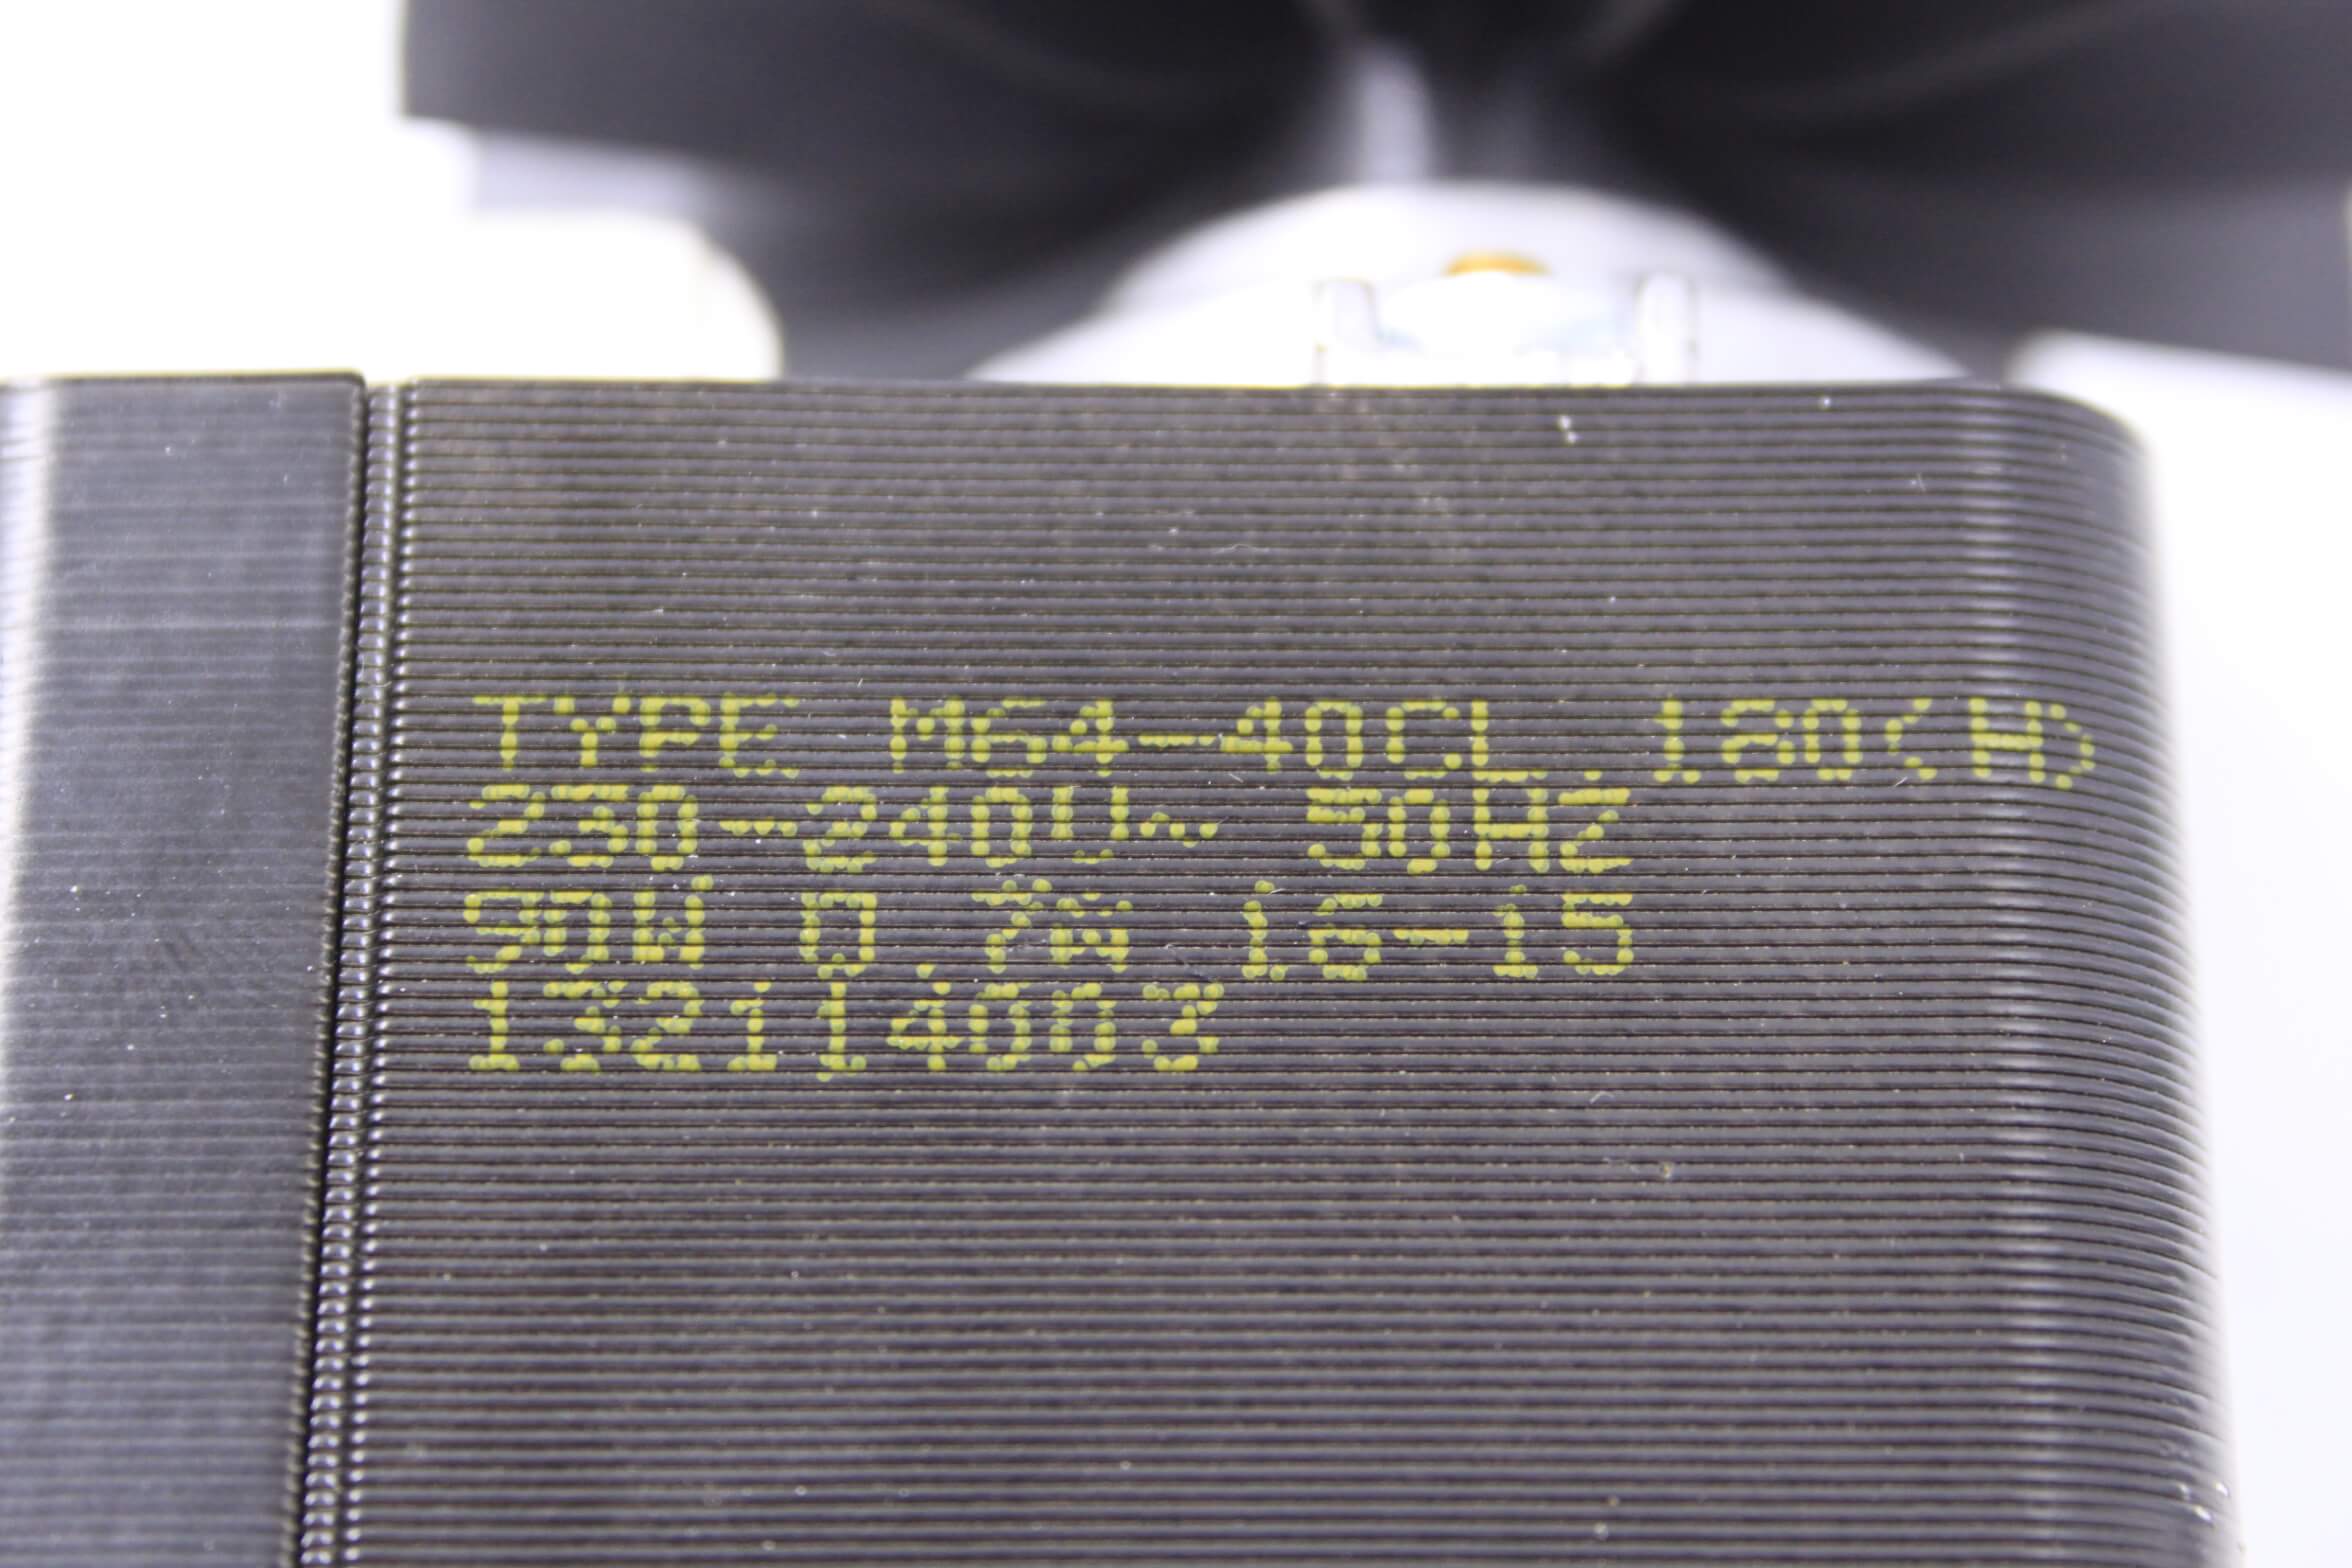 TYPE M64-40CL.180(H)
230-240V~ 50HZ
90W 0.7A 16-15
132114003